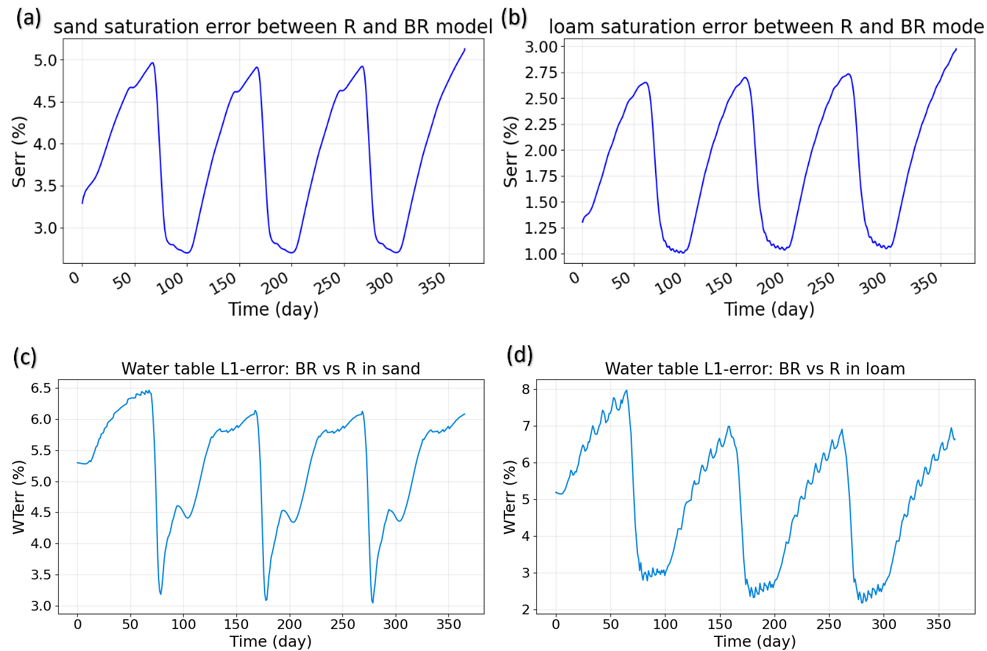 (a) sand saturation error between R and BR model
Serr (%)
5.0
4.5
4.0
3.5
3.0
0 50 100 150 200 250 300 350
Time (day)
(b) loam saturation error between R and BR mode
Serr (%)
3.00
2.75
2.50
2.25
2.00
1.75
1.50
1.25
1.00
0 50 100 150 200 250 300 350
Time (day)
(c) Water table L1-error: BR vs R in sand
WTerr (%)
6.5
6.0
5.5
5.0
4.5
4.0
3.5
3.0
0 50 100 150 200 250 300 350
Time (day)
(d) Water table L1-error: BR vs R in loam
WTerr (%)
8
7
6
5
4
3
2
0 50 100 150 200 250 300 350
Time (day)